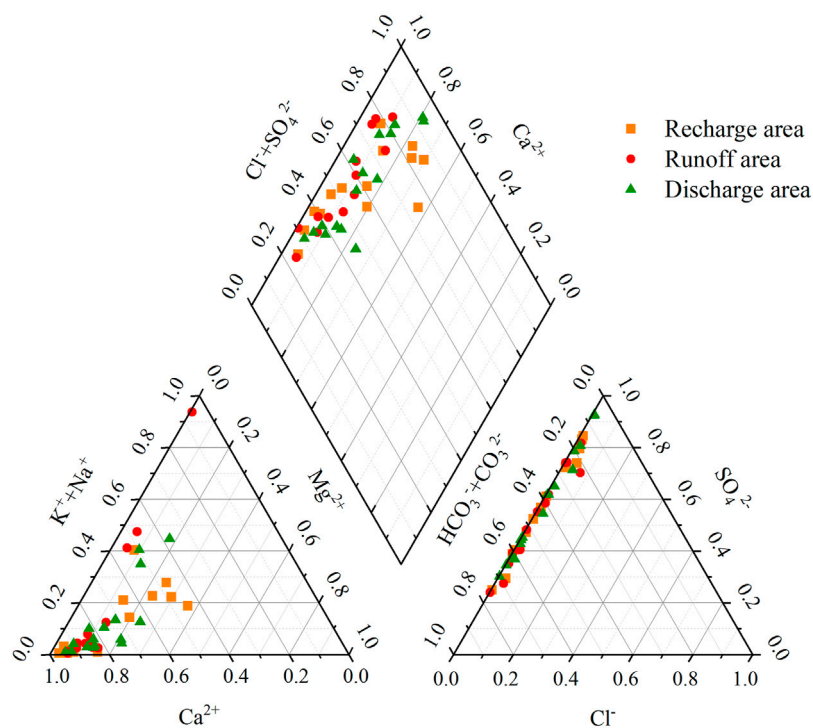 1.0 1.0
0.8 0.8
0.6 0.6
0.4 0.4
0.2 0.2
0.0 0.0
Cl⁻+SO₄²⁻
Ca²⁺
Recharge area
Runoff area
Discharge area
1.0 0.0
0.8 0.2
0.6 0.4
0.4 0.6
0.2 0.8
0.0 1.0
K⁺+Na⁺
Mg²⁺
1.0 0.8 0.6 0.4 0.2 0.0
Ca²⁺
0.0 1.0
0.2 0.8
0.4 0.6
0.6 0.4
0.8 0.2
1.0 0.0
HCO₃⁻+CO₃²⁻
SO₄²⁻
0.0 0.2 0.4 0.6 0.8 1.0
Cl⁻